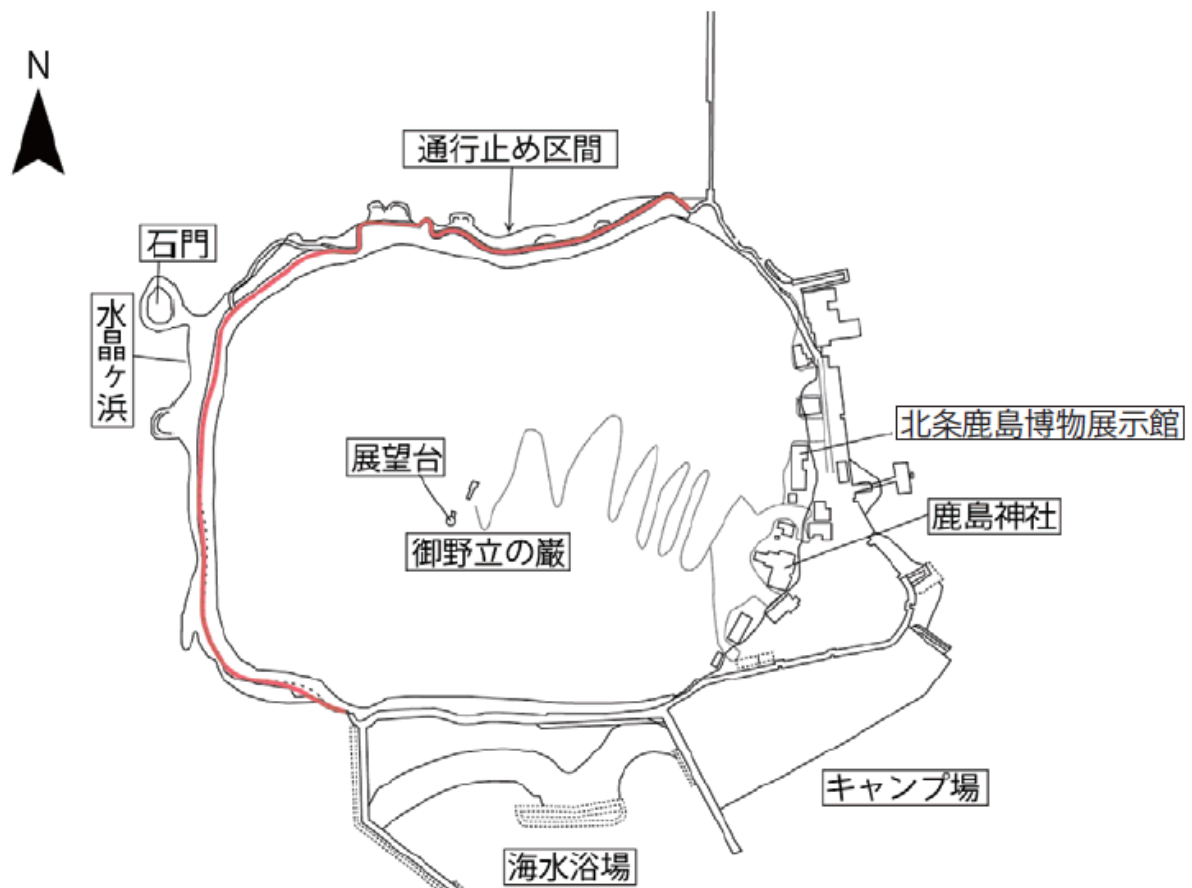 N
通行止め区間
石門
水晶ヶ浜
北条鹿島博物展示館
展望台
鹿島神社
御野立の巌
キャンプ場
海水浴場